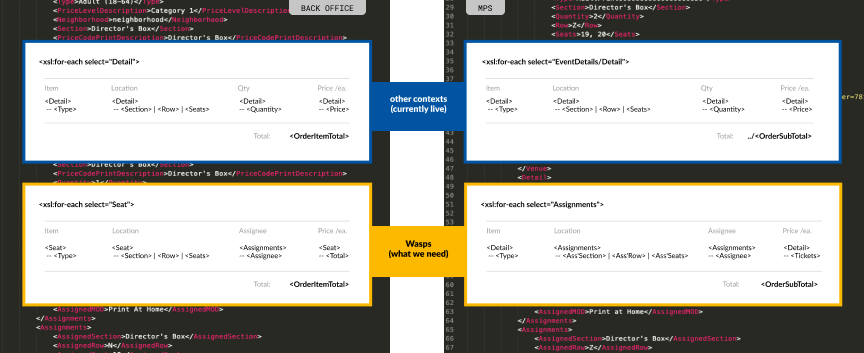 <Type>Adult (18-64)</Type>
<PriceLevelDescription>Category 1</PriceLevelDescription>
<Neighborhood>neighborhood</Neighborhood>
<Section>Director's Box</Section>
<PriceCodePrintDescription>Director's Box</PriceCodePrintDescription>
BACK OFFICE
<xsl:for-each select="Detail">
Item Location Qty Price /ea.
<Detail> <Detail> <Detail> <Detail>
-- <Type> -- <Section> | <Row> | <Seats> -- <Quantity> -- <Price>
Total: <OrderItemTotal>
<Section>Director's Box</Section>
<PriceCodePrintDescription>Director's Box</PriceCodePrintDescription>
<xsl:for-each select="Seat">
Item Location Assignee Price /ea.
<Seat> <Seat> <Assignments> <Seat>
-- <Type> -- <Section> | <Row> | <Seats> -- <Assignee> -- <Total>
Total: <OrderItemTotal>
<AssignedMOD>Print At Home</AssignedMOD>
</Assignments>
<Assignments>
<AssignedSection>Director's Box</AssignedSection>
<AssignedRow>N</AssignedRow>
other contexts
(currently live)
Wasps
(what we need)
MPS
29 <Section>Director's Box</Section>
30 <Quantity>2</Quantity>
31 <Row>Z</Row>
32 <Seats>19, 20</Seats>
33
<xsl:for-each select="EventDetails/Detail">
Item Location Qty Price /ea.
<Detail> <Detail> <Detail> <Detail>
-- <Type> -- <Section> | <Row> | <Seats> -- <Quantity> -- <Price>
Total: ../<OrderSubTotal>
44
45
46
47 </Venue>
48 <Detail>
<xsl:for-each select="Assignments">
Item Location Assignee Price /ea.
<Detail> <Assignments> <Assignments> <Detail>
-- <Type> -- <Ass'Section> | <Ass'Row> | <Ass'Seats> -- <Assignee> -- <Tickets>
Total: <OrderSubTotal>
62
63 <AssignedMOD>Print at Home</AssignedMOD>
64 </Assignments>
65 <Assignments>
66 <AssignedSection>Director's Box</AssignedSection>
67 <AssignedRow>Z</AssignedRow>